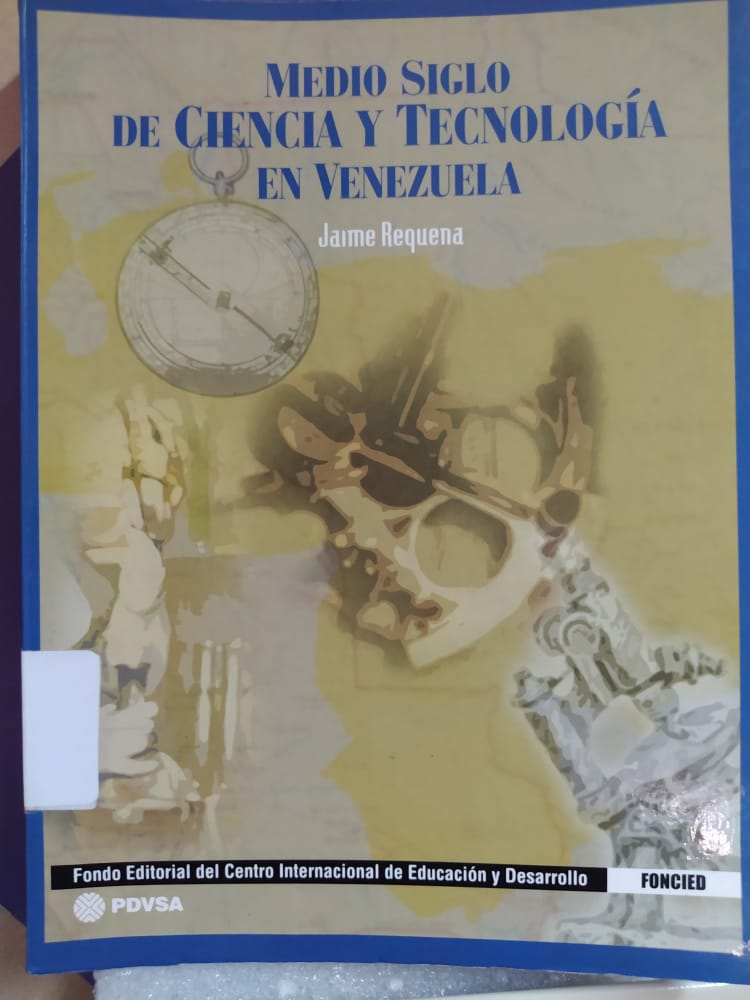 MEDIO SIGLO
DE CIENCIA Y TECNOLOGÍA
EN VENEZUELA
Jaime Requena
Fondo Editorial del Centro Internacional de Educación y Desarrollo
FONCIED
PDVSA